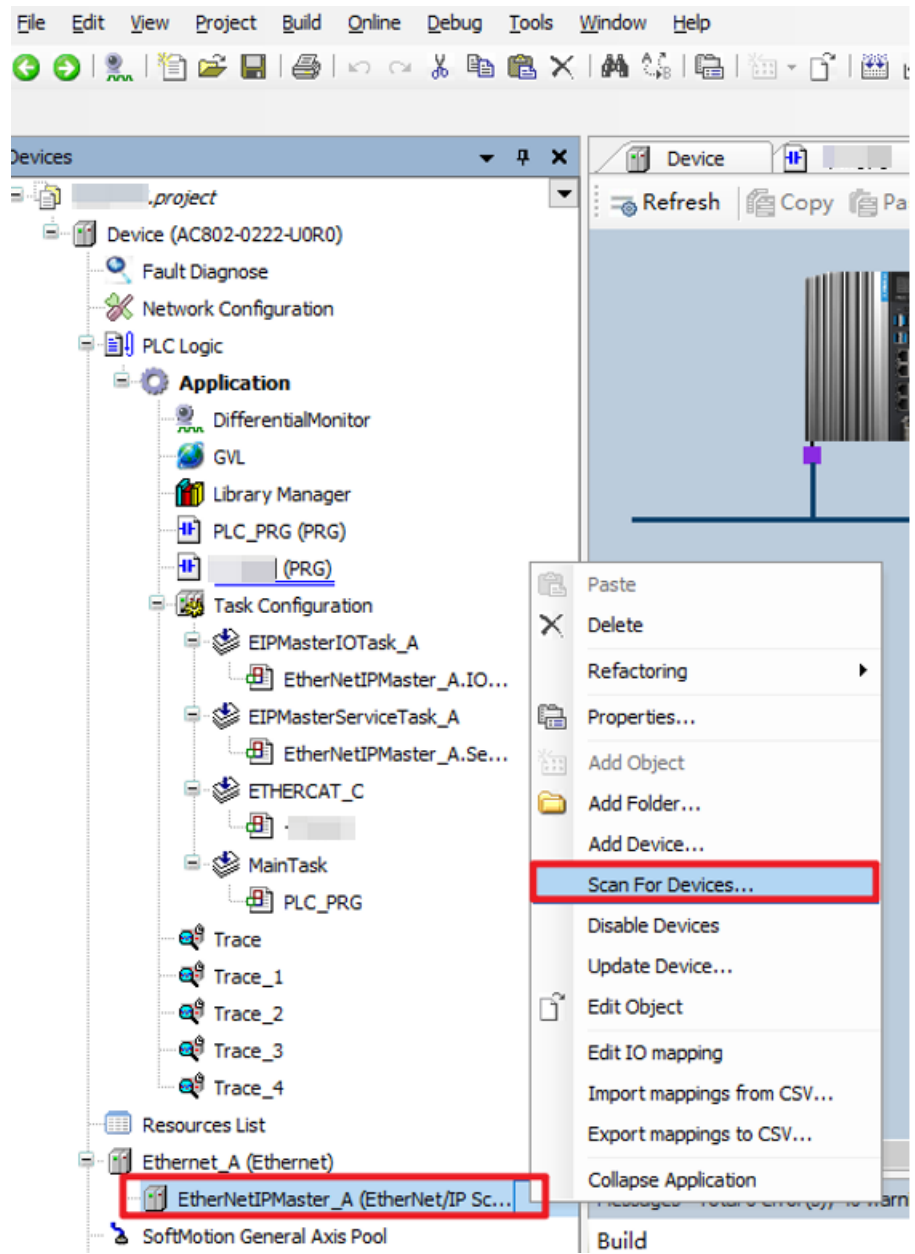 File Edit View Project Build Online Debug Tools Window Help
Devices
.project
Device (AC802-0222-U0R0)
Fault Diagnose
Network Configuration
PLC Logic
Application
DifferentialMonitor
GVL
Library Manager
PLC_PRG (PRG)
(PRG)
Task Configuration
EIPMasterIOTask_A
EtherNetIPMaster_A.IO...
EIPMasterServiceTask_A
EtherNetIPMaster_A.Se...
ETHERCAT_C
MainTask
PLC_PRG
Trace
Trace_1
Trace_2
Trace_3
Trace_4
Resources List
Ethernet_A (Ethernet)
EtherNetIPMaster_A (EtherNet/IP Sc...
SoftMotion General Axis Pool
Device
Refresh Copy Pa
Paste
Delete
Refactoring
Properties...
Add Object
Add Folder...
Add Device...
Scan For Devices...
Disable Devices
Update Device...
Edit Object
Edit IO mapping
Import mappings from CSV...
Export mappings to CSV...
Collapse Application
Build